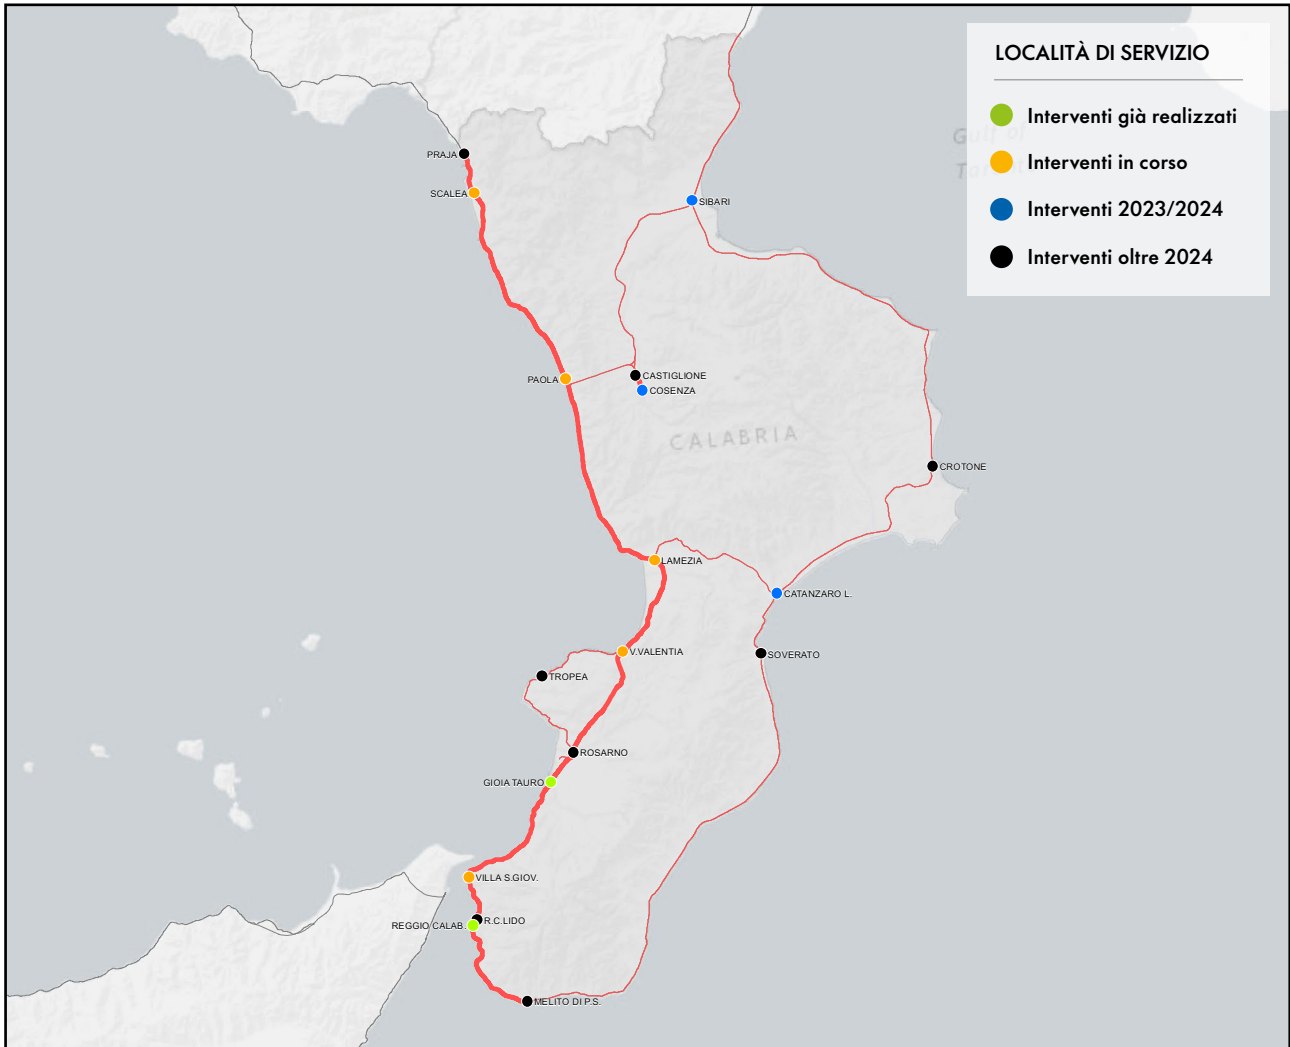 LOCALITÀ DI SERVIZIO
Interventi già realizzati
Interventi in corso
Interventi 2023/2024
Interventi oltre 2024
Gulf of
PRAJA
SCALEA
SIBARI
PAOLA
CASTIGLIONE
COSENZA
CALABRIA
CROTONE
LAMEZIA
CATANZARO L.
V.VALENTIA
SOVERATO
TROPEA
ROSARNO
GIOIA TAURO
VILLA S.GIOV.
R.C.LIDO
REGGIO CALAB.
MELITO DI P.S.